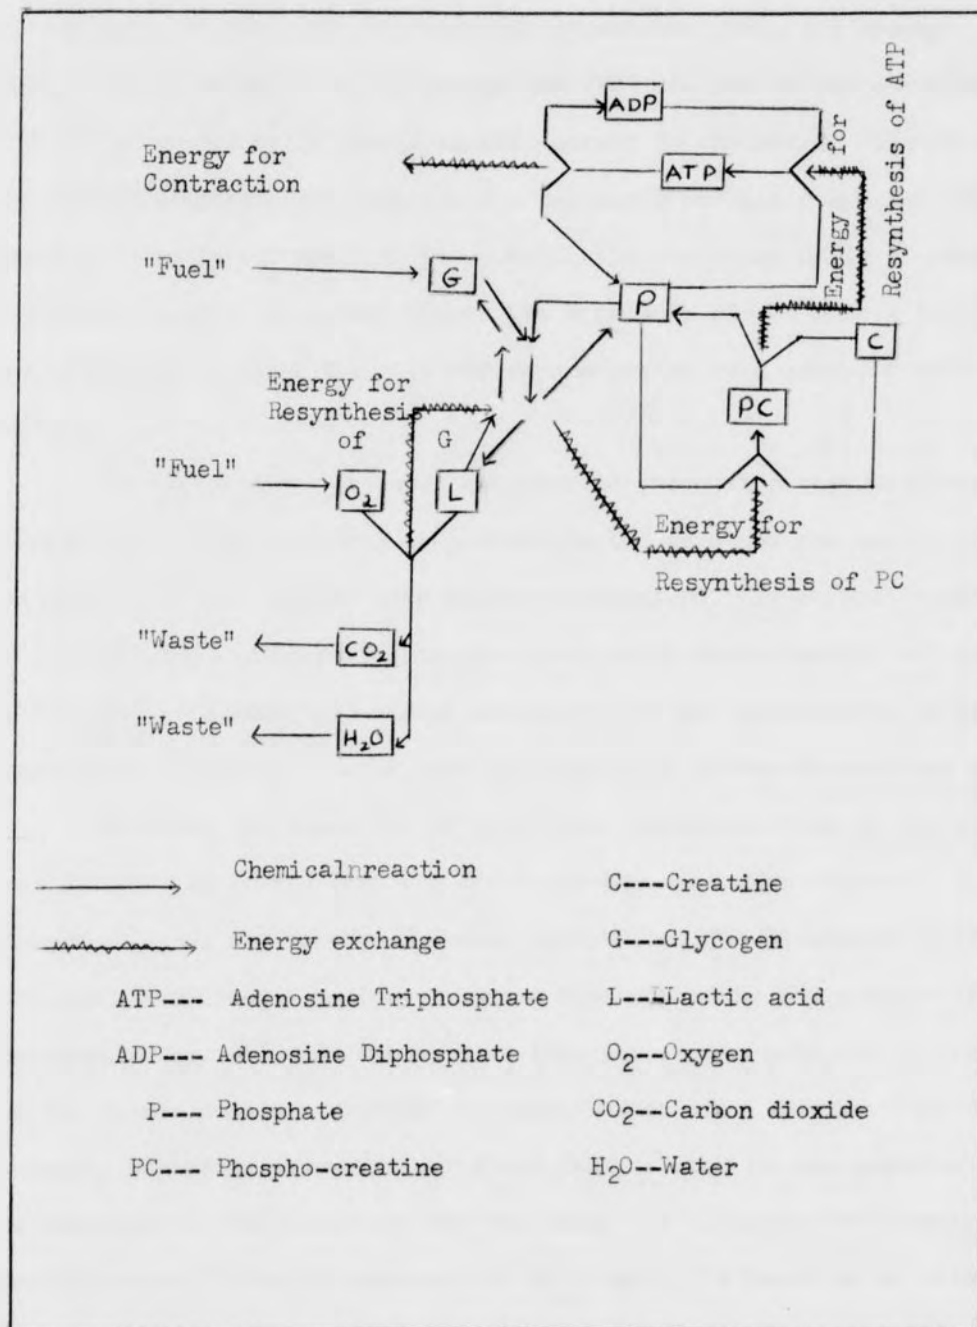 ADP
Energy for
Contraction
ATP
Energy for
Resynthesis of ATP
"Fuel"
G
P
C
Energy for
Resynthesis
of G
PC
"Fuel"
O₂
L
Energy for
Resynthesis of PC
"Waste"
CO₂
"Waste"
H₂O
Chemicalnreaction
Energy exchange
ATP--- Adenosine Triphosphate
ADP--- Adenosine Diphosphate
P--- Phosphate
PC--- Phospho-creatine
C---Creatine
G---Glycogen
L--LLactic acid
O₂--Oxygen
CO₂--Carbon dioxide
H₂O--Water